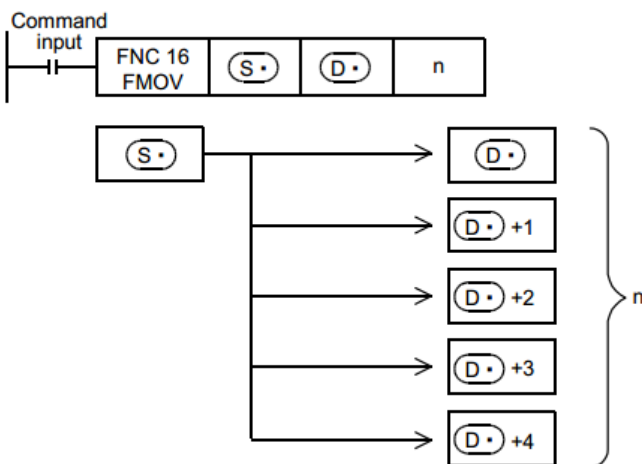 Command
input
FNC 16
FMOV
S·
D·
n
S·
D·
D· +1
D· +2
n
D· +3
D· +4